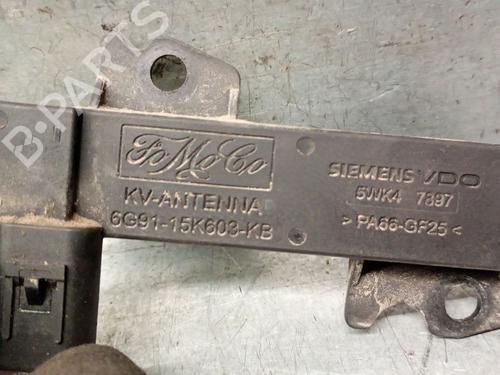 B-PARTS
FoMoCo
KV-ANTENNA
6G91-15K603-KB
SIEMENS VDO
5WK4 7897
>PA66-GF25<